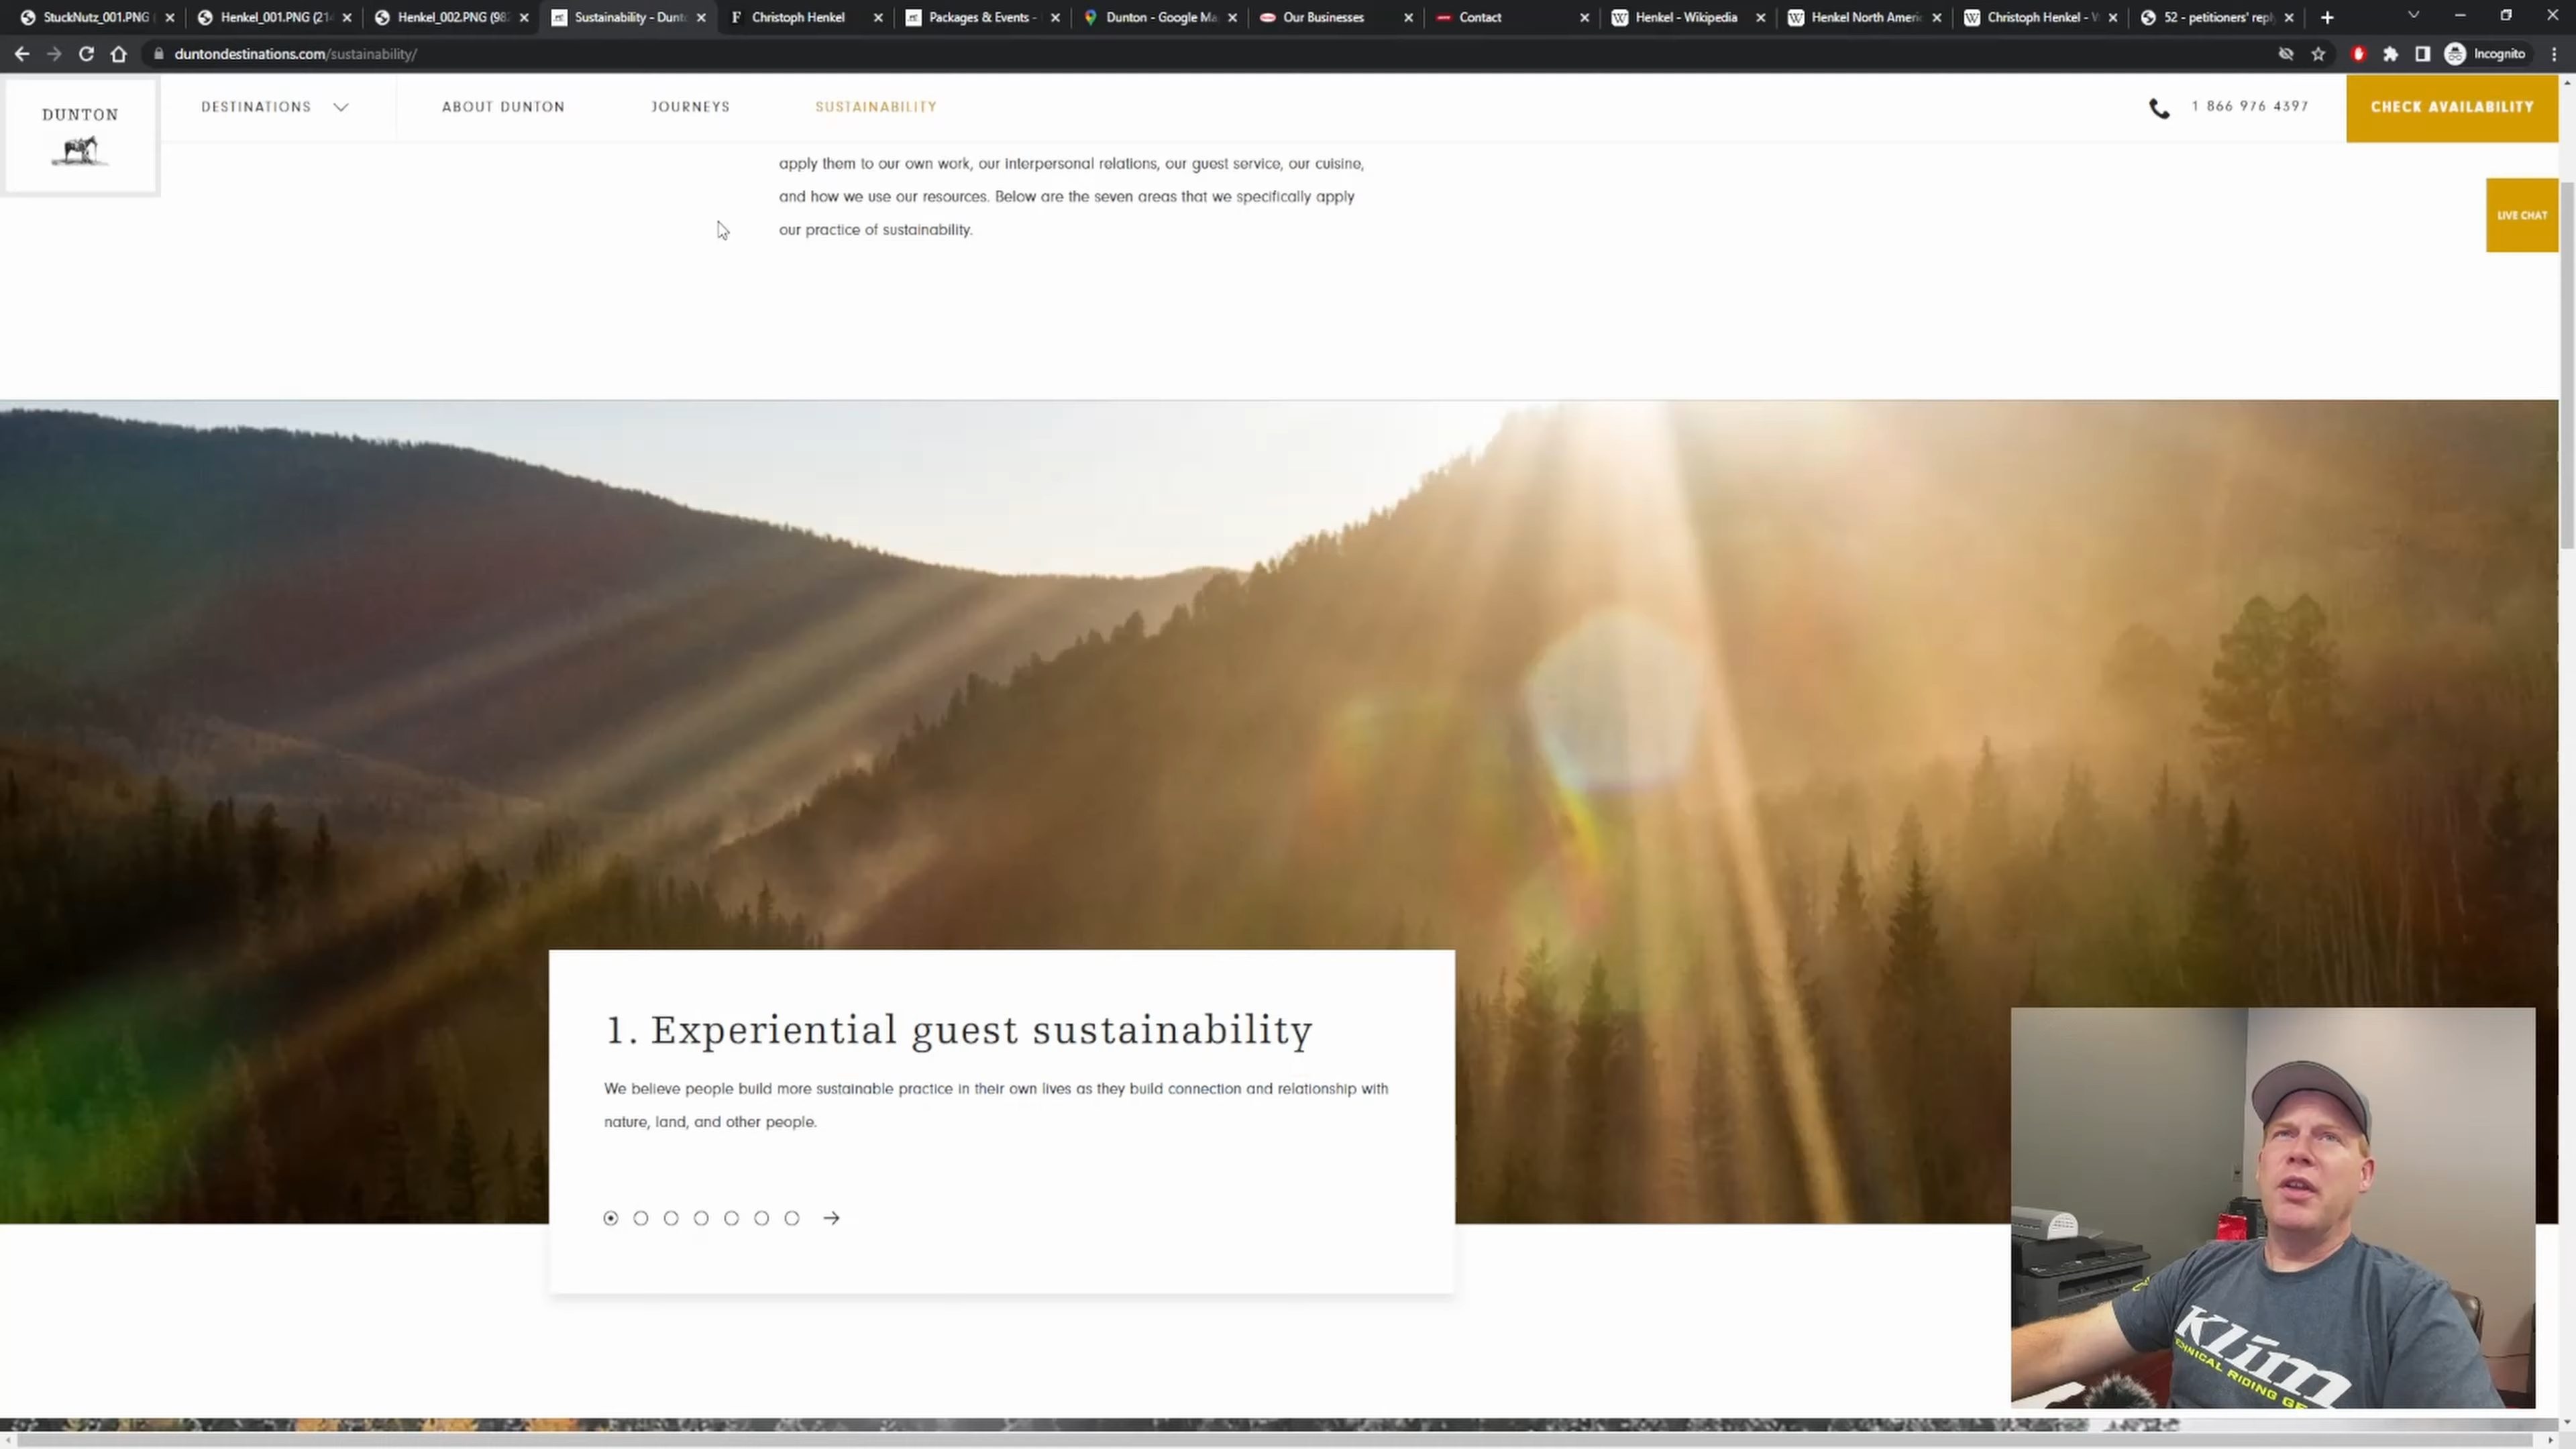 StuckNutz_001.PNG
Henkel_001.PNG (21
Henkel_002.PNG (98
Sustainability - Dunt
Christoph Henkel
Packages & Events -
Dunton - Google Ma
Our Businesses
Contact
Henkel - Wikipedia
Henkel North Ameri
Christoph Henkel - W
52 - petitioners' repl
duntondestinations.com/sustainability/
Incognito
DUNTON
DESTINATIONS
ABOUT DUNTON
JOURNEYS
SUSTAINABILITY
1 866 976 4397
CHECK AVAILABILITY
LIVE CHAT
apply them to our own work, our interpersonal relations, our guest service, our cuisine,
and how we use our resources. Below are the seven areas that we specifically apply
our practice of sustainability.
1. Experiential guest sustainability
We believe people build more sustainable practice in their own lives as they build connection and relationship with
nature, land, and other people.
Klim
RIDING